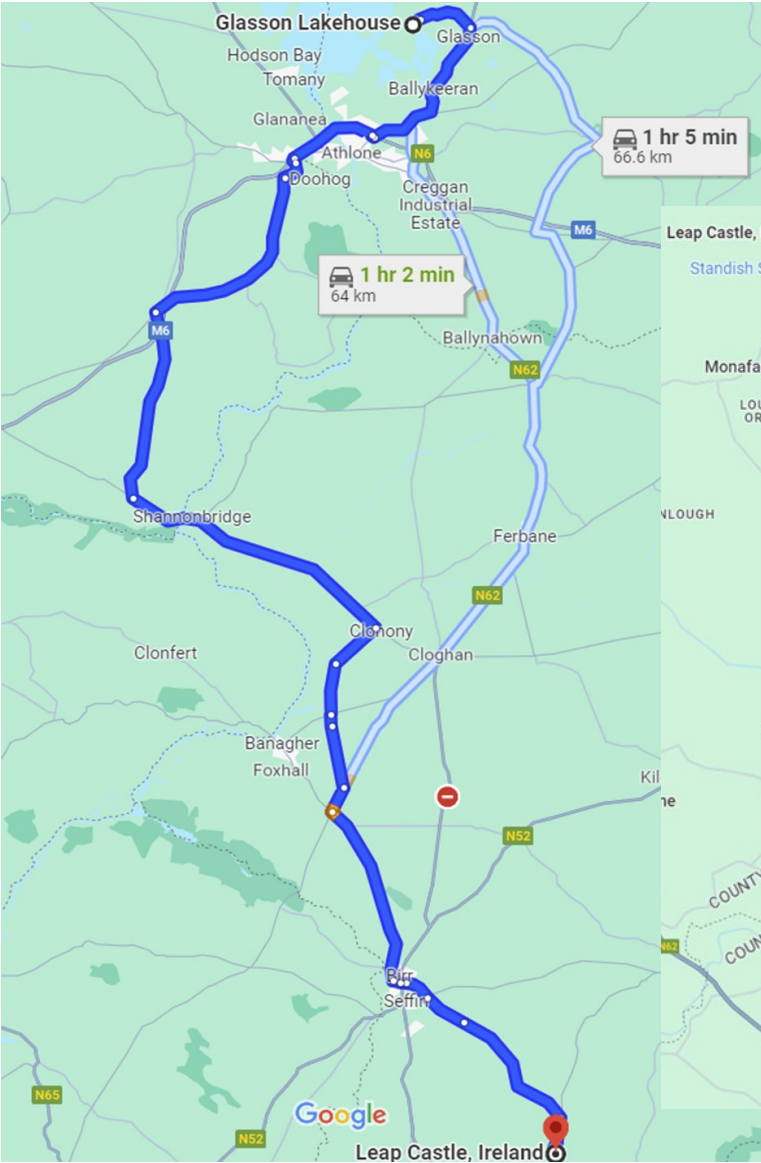 Glasson Lakehouse
Glasson
Hodson Bay
Tomany
Ballykeeran
Glananea
1 hr 5 min
66.6 km
Athlone
N6
Doohog
Creggan
Industrial
Estate
M6
Leap Castle,
Standish S
1 hr 2 min
64 km
M6
Ballynahown
N62
Monafa
LOU
OR
Shannonbridge
NLOUGH
Ferbane
N62
Clonony
Clonfert
Cloghan
Banagher
Foxhall
Kil
ne
N52
COUNTY
COUN
N62
Birr
Seffin
N65
Google
N52
Leap Castle, Ireland